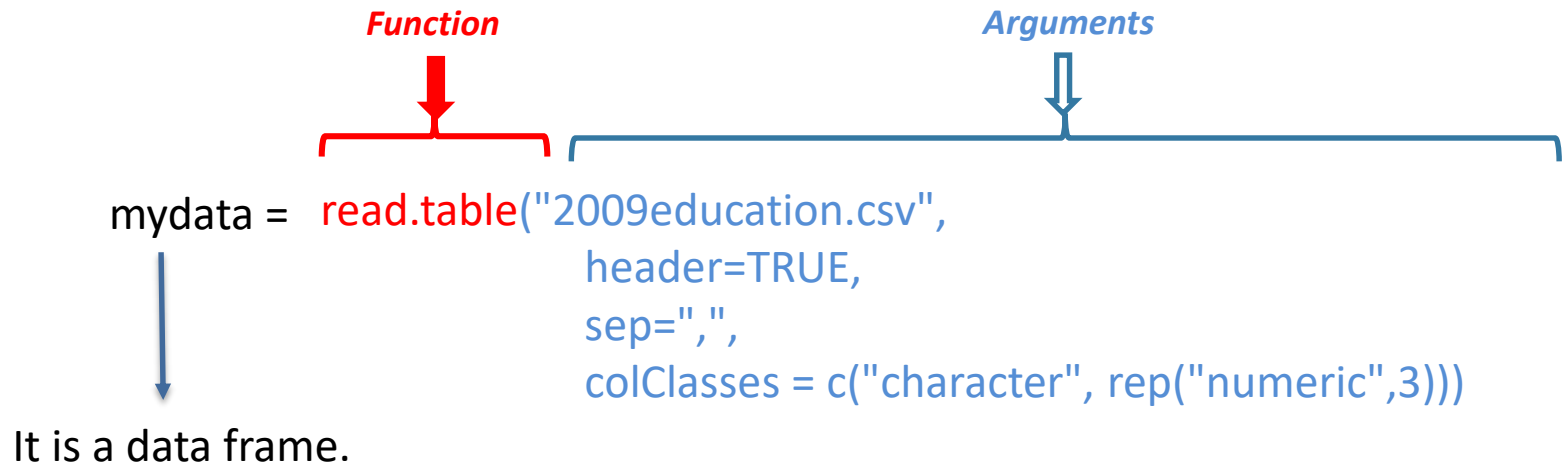 Function
Arguments
mydata = read.table("2009education.csv",
header=TRUE,
sep=",",
colClasses = c("character", rep("numeric",3)))
It is a data frame.